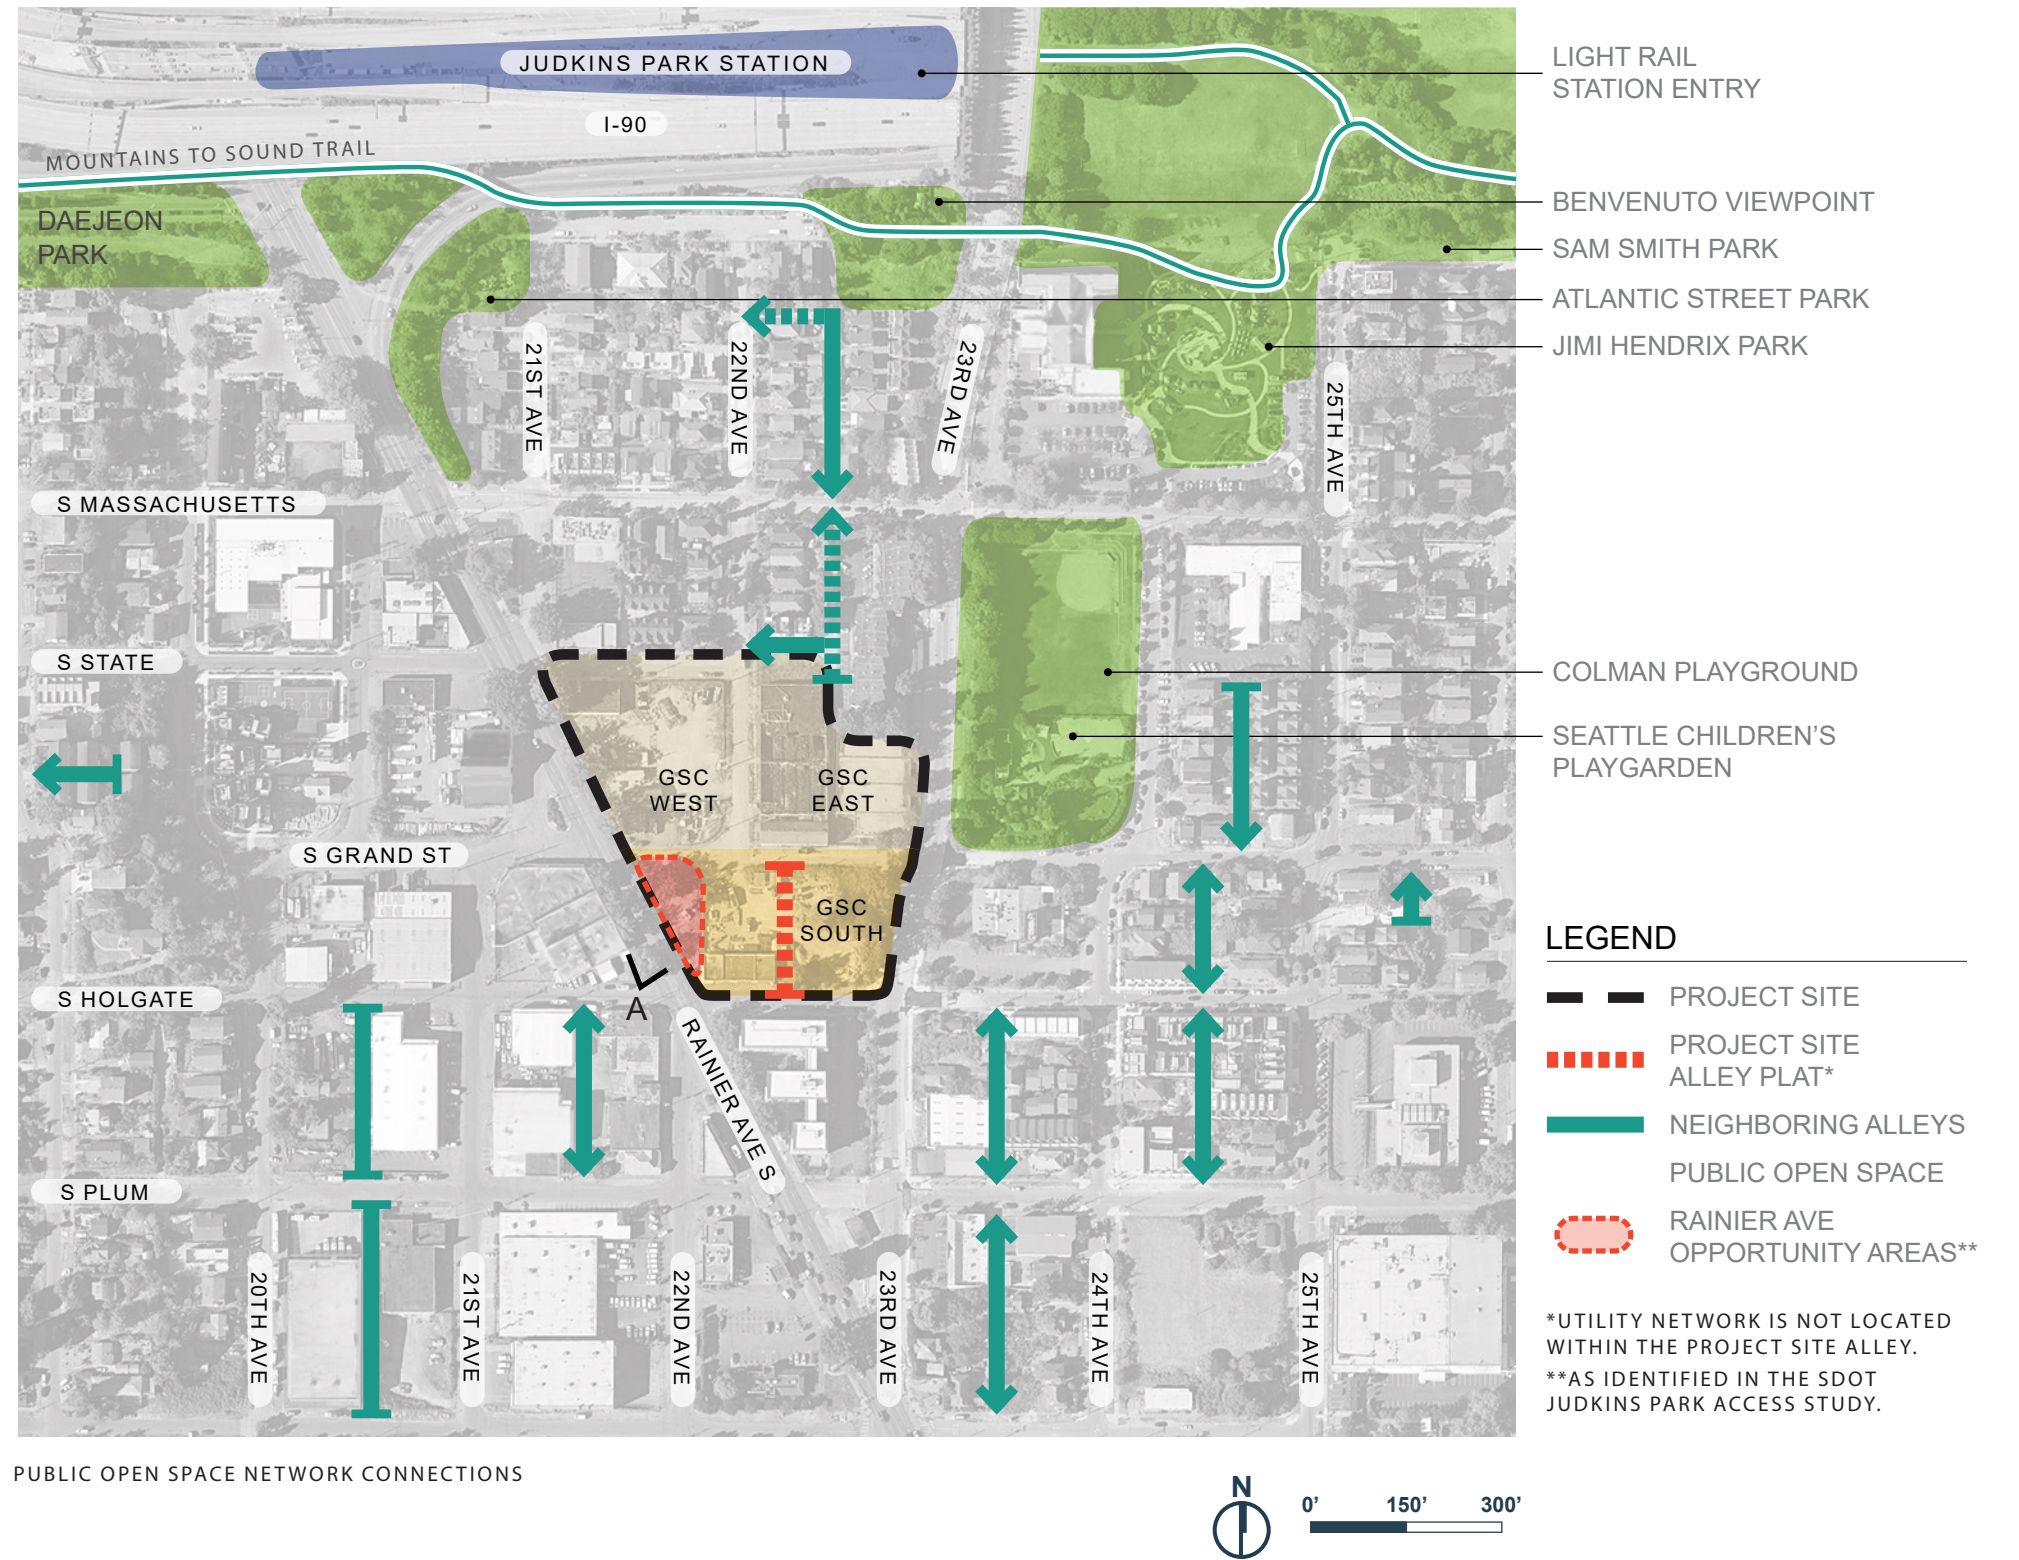 JUDKINS PARK STATION
I-90
MOUNTAINS TO SOUND TRAIL
DAEJEON
PARK
LIGHT RAIL
STATION ENTRY
BENVENUTO VIEWPOINT
SAM SMITH PARK
ATLANTIC STREET PARK
JIMI HENDRIX PARK
21ST AVE
22ND AVE
23RD AVE
25TH AVE
S MASSACHUSETTS
S STATE
COLMAN PLAYGROUND
SEATTLE CHILDREN’S
PLAYGARDEN
GSC
WEST
GSC
EAST
S GRAND ST
GSC
SOUTH
S HOLGATE
A
RAINIER AVE S
S PLUM
20TH AVE
21ST AVE
22ND AVE
23RD AVE
24TH AVE
25TH AVE
LEGEND
PROJECT SITE
PROJECT SITE
ALLEY PLAT*
NEIGHBORING ALLEYS
PUBLIC OPEN SPACE
RAINIER AVE
OPPORTUNITY AREAS**
*UTILITY NETWORK IS NOT LOCATED
WITHIN THE PROJECT SITE ALLEY.
**AS IDENTIFIED IN THE SDOT
JUDKINS PARK ACCESS STUDY.
PUBLIC OPEN SPACE NETWORK CONNECTIONS
N
0’ 150’ 300’